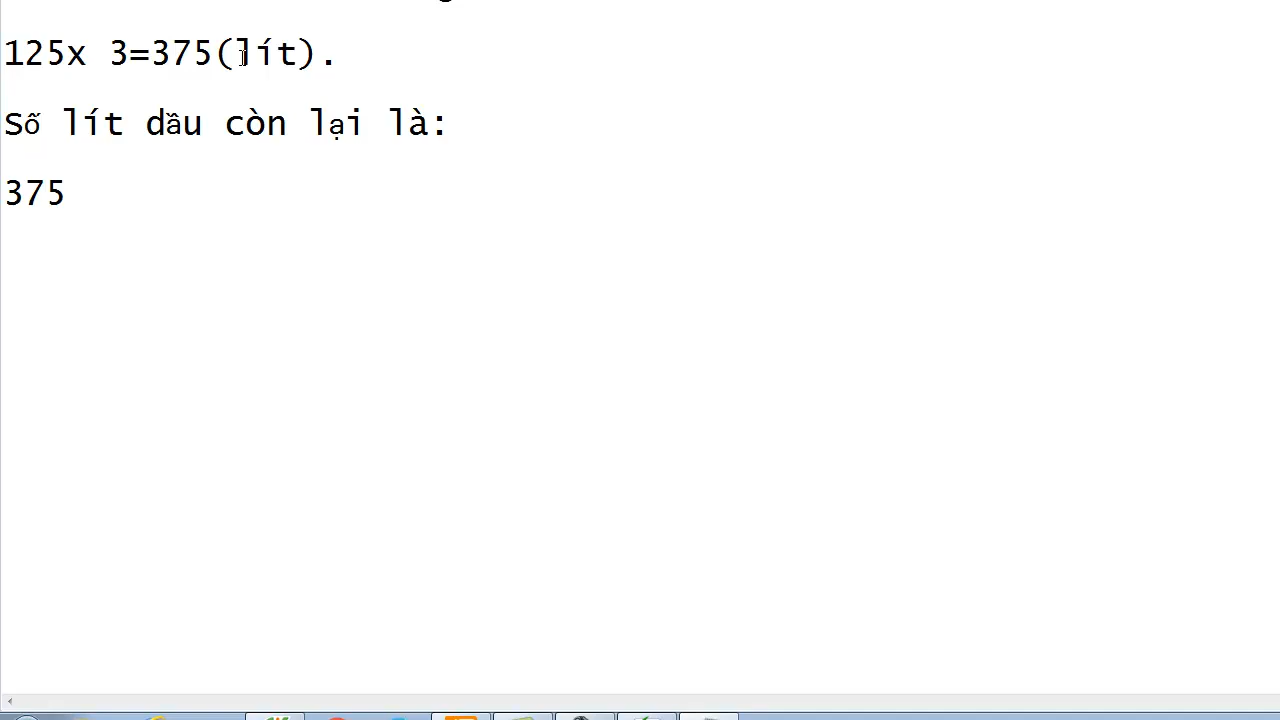 125x 3=375(lít).
Số lít dầu còn lại là:
375